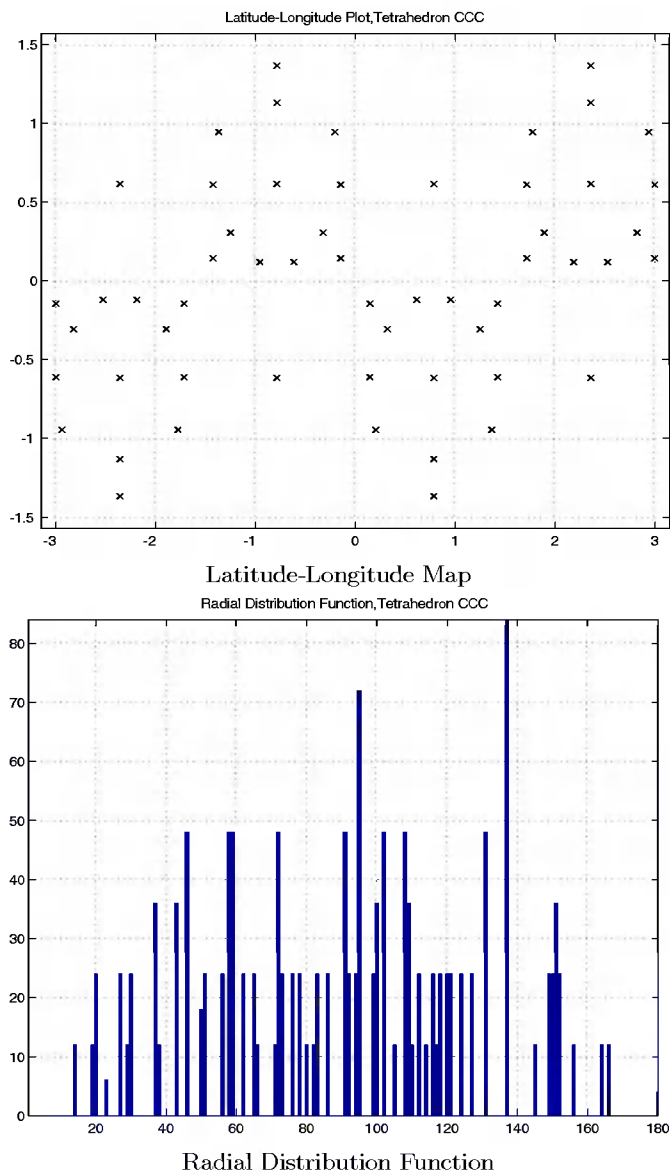 Latitude-Longitude Plot,Tetrahedron CCC
1.5
1
0.5
0
-0.5
-1
-1.5
-3 -2 -1 0 1 2 3
Latitude-Longitude Map
Radial Distribution Function,Tetrahedron CCC
80
70
60
50
40
30
20
10
0
20 40 60 80 100 120 140 160 180
Radial Distribution Function